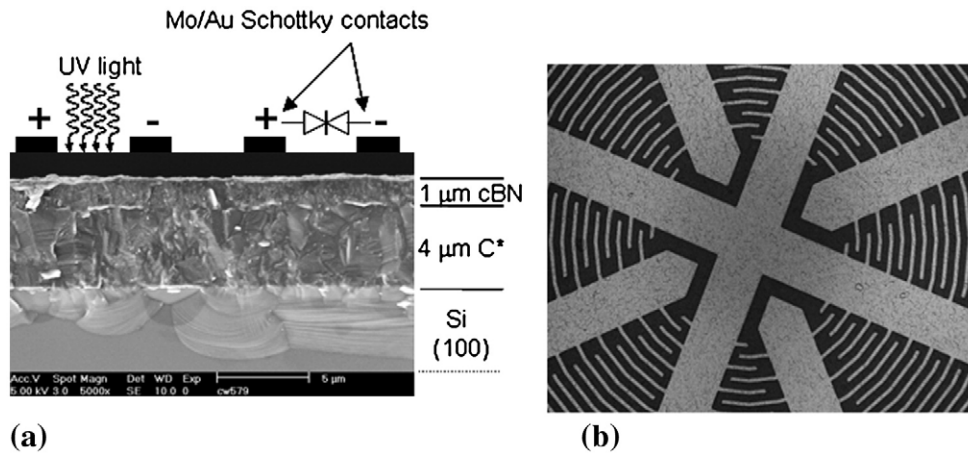 Mo/Au Schottky contacts
UV light
+ - + -
1 µm cBN
4 µm C*
Si
(100)
Acc.V Spot Magn Det WD Exp 5 µm
5.00 kV 3.0 5000x SE 10.0 0 cw579
(a) (b)